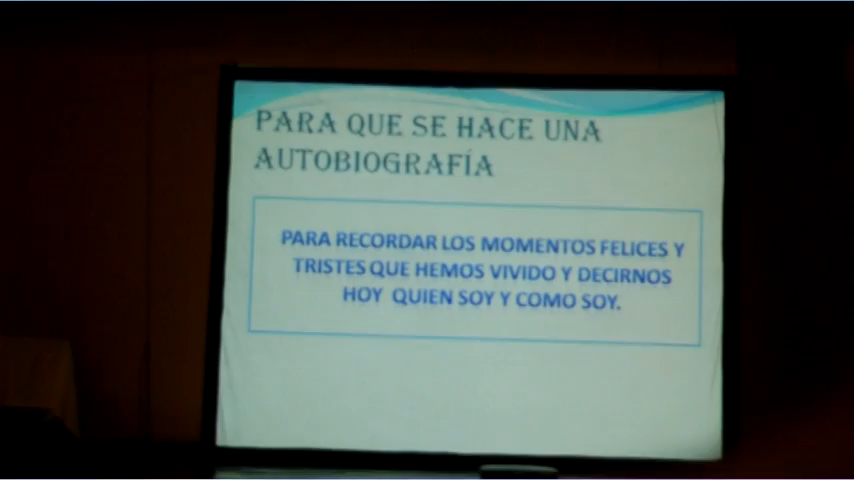 PARA QUE SE HACE UNA
AUTOBIOGRAFÍA
PARA RECORDAR LOS MOMENTOS FELICES Y
TRISTES QUE HEMOS VIVIDO Y DECIRNOS
HOY QUIEN SOY Y COMO SOY.